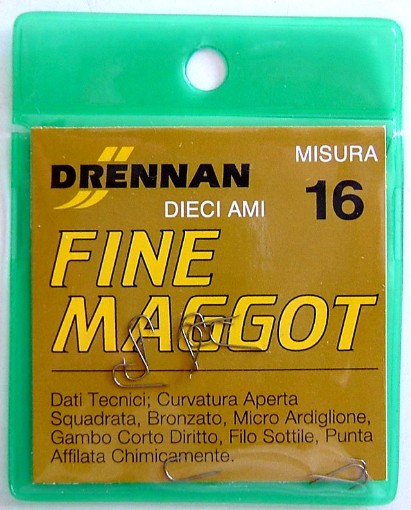 DRENNAN
MISURA
DIECI AMI
16
FINE
MAGGOT
Dati Tecnici; Curvatura Aperta
Squadrata, Bronzato, Micro Ardiglione,
Gambo Corto Diritto, Filo Sottile, Punta
Affilata Chimicamente.